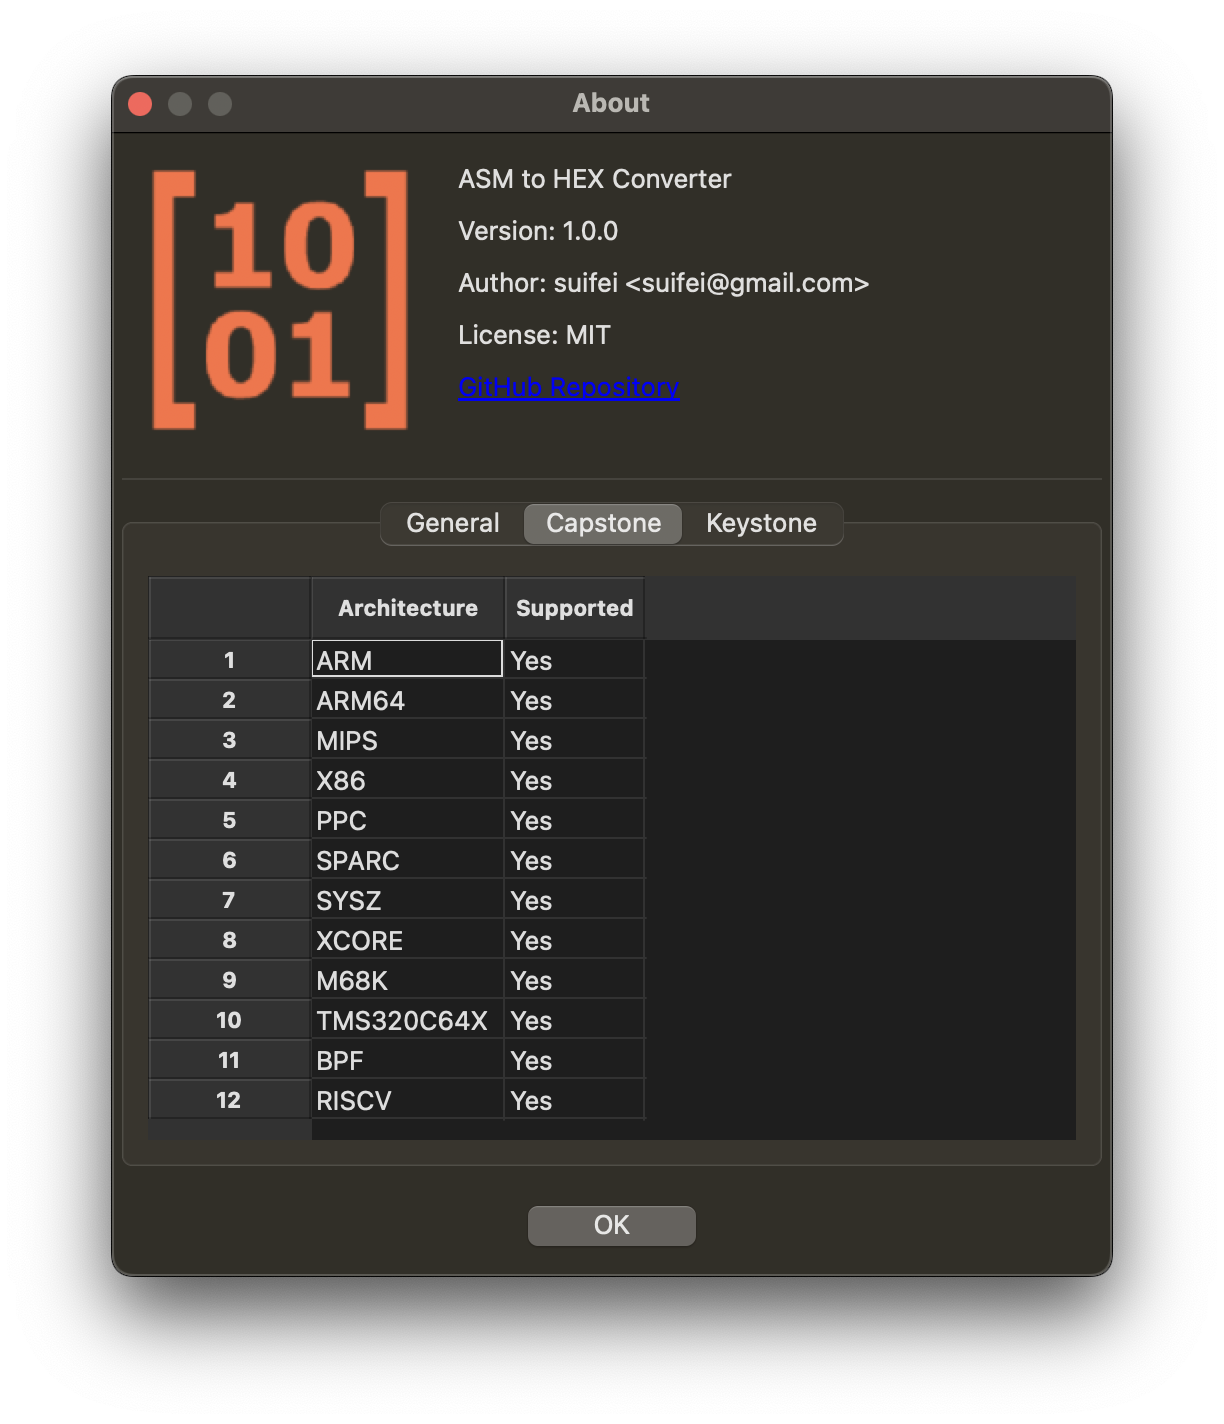 About
10
01
ASM to HEX Converter
Version: 1.0.0
Author: suifei <suifei@gmail.com>
License: MIT
GitHub Repository
General Capstone Keystone
Architecture Supported
1 ARM Yes
2 ARM64 Yes
3 MIPS Yes
4 X86 Yes
5 PPC Yes
6 SPARC Yes
7 SYSZ Yes
8 XCORE Yes
9 M68K Yes
10 TMS320C64X Yes
11 BPF Yes
12 RISCV Yes
OK